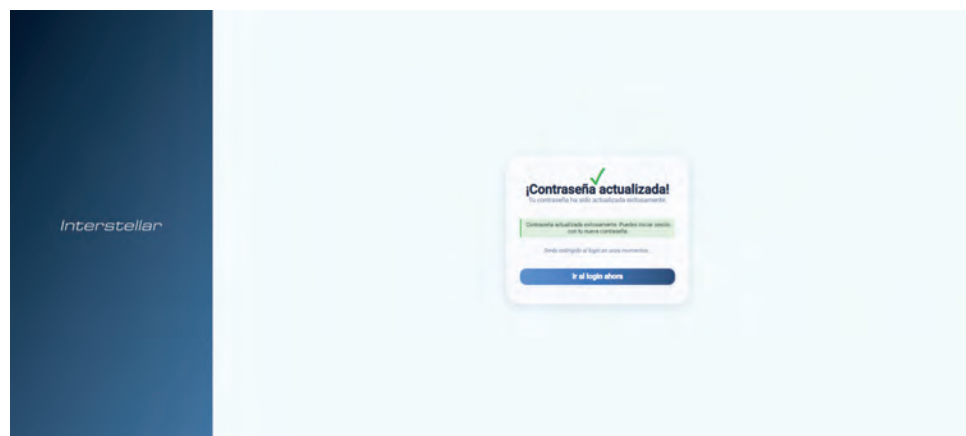 Interstellar
¡Contraseña actualizada!
Tu contraseña ha sido actualizada exitosamente.
Contraseña actualizada exitosamente. Puedes iniciar sesión
con tu nueva contraseña.
Serás redirigido al login en unos momentos...
Ir al login ahora